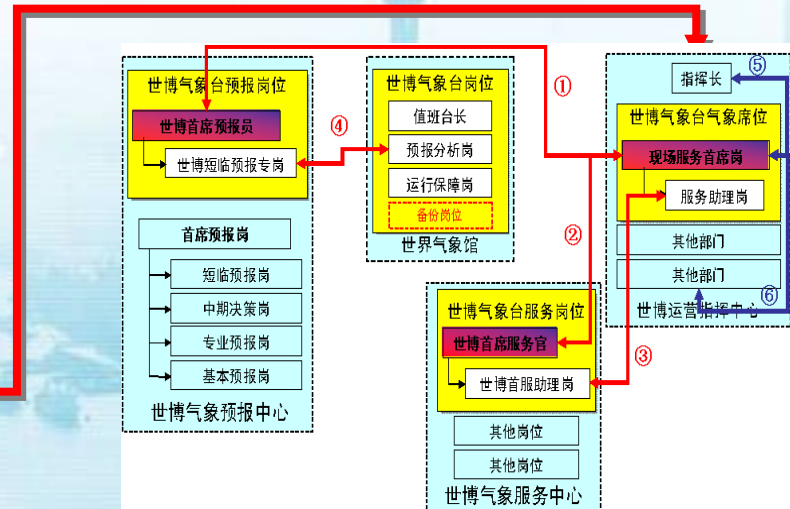 世博气象台预报岗位
世博首席预报员
世博短临预报专岗
首席预报岗
短临预报岗
中期决策岗
专业预报岗
基本预报岗
世博气象预报中心
④
世博气象台岗位
值班台长
预报分析岗
运行保障岗
备份岗位
世界气象馆
①
②
③
世博气象台服务岗位
世博首席服务官
世博首服助理岗
其他岗位
其他岗位
世博气象服务中心
⑤
指挥长
世博气象台气象席位
现场服务首席岗
服务助理岗
其他部门
其他部门
⑥
世博运营指挥中心